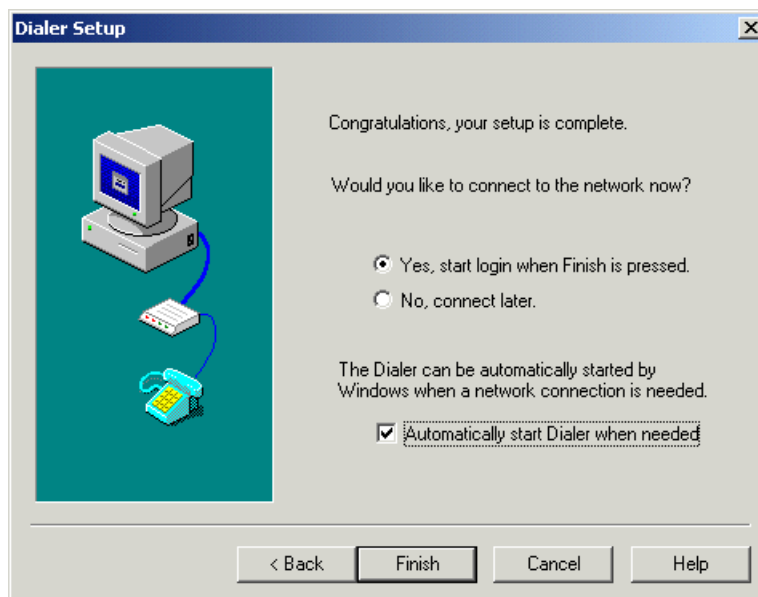 Dialer Setup
Congratulations, your setup is complete.
Would you like to connect to the network now?
Yes, start login when Finish is pressed.
No, connect later.
The Dialer can be automatically started by
Windows when a network connection is needed.
Automatically start Dialer when needed
< Back
Finish
Cancel
Help